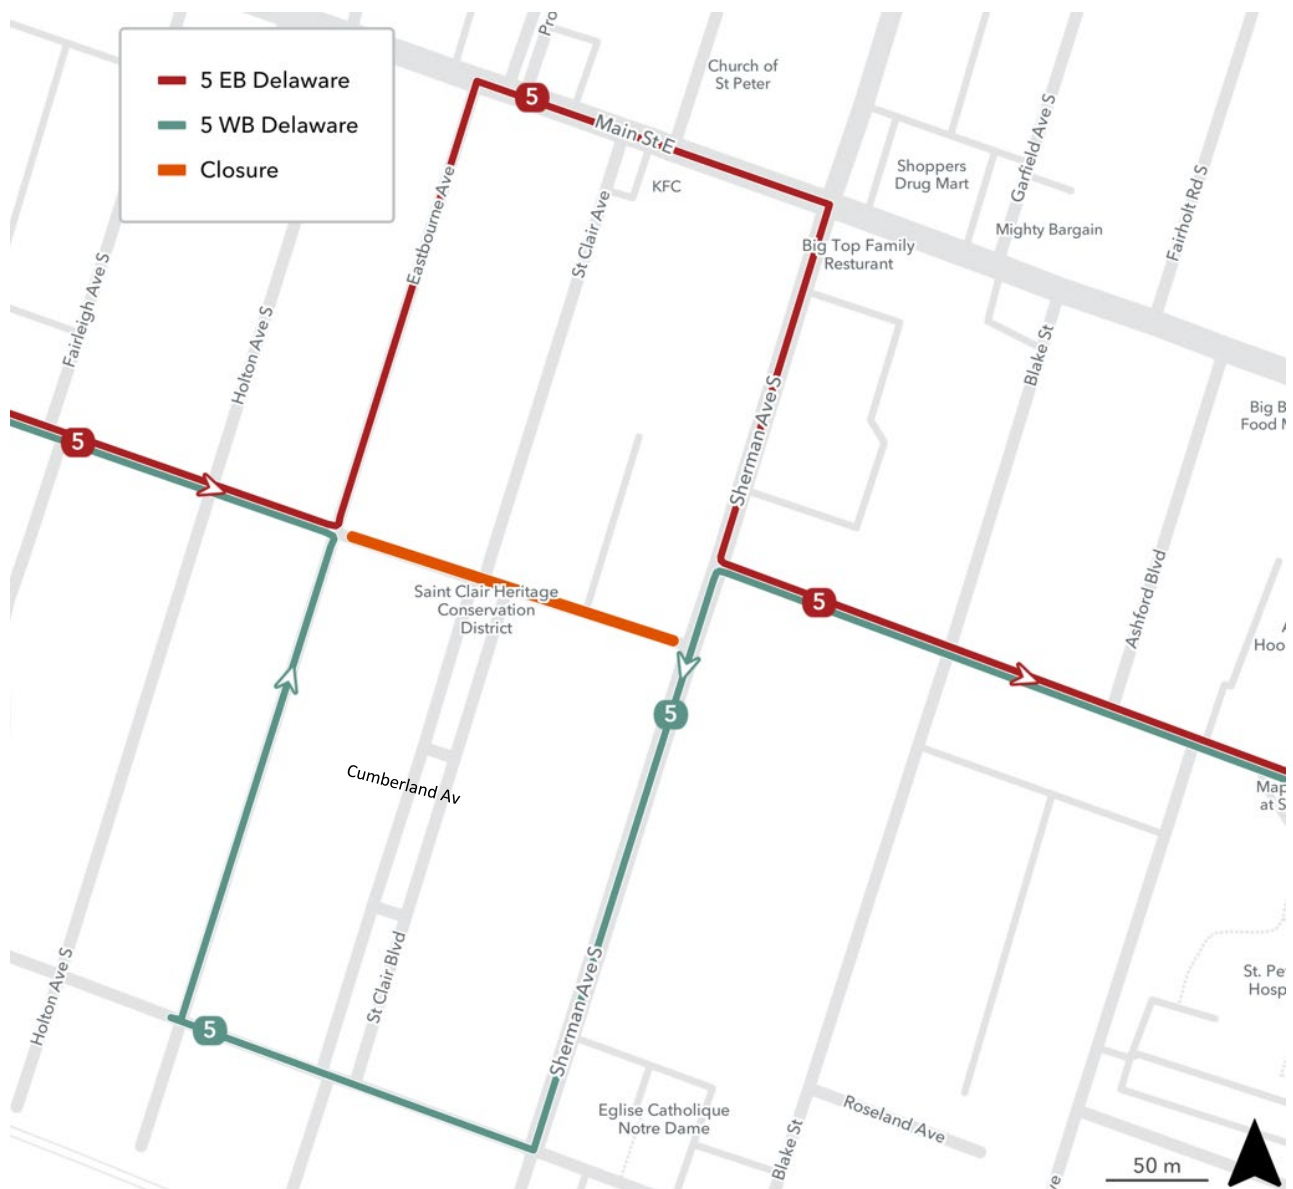 5 EB Delaware
5 WB Delaware
Closure
Pro
Church of
St Peter
5
Main St E
KFC
Shoppers
Drug Mart
Garfield Ave S
Mighty Bargain
Fairholt Rd S
Eastbourne Ave
St Clair Ave
Big Top Family
Resturant
Fairleigh Ave S
Holton Ave S
Blake St
Sherman Ave S
Big B
Food M
5
Saint Clair Heritage
Conservation
District
5
Ashford Blvd
Hoo
5
Cumberland Av
Map
at S
Holton Ave S
St Clair Blvd
Sherman Ave S
St. Pe
Hosp
5
Eglise Catholique
Notre Dame
Roseland Ave
Blake St
50 m
ve